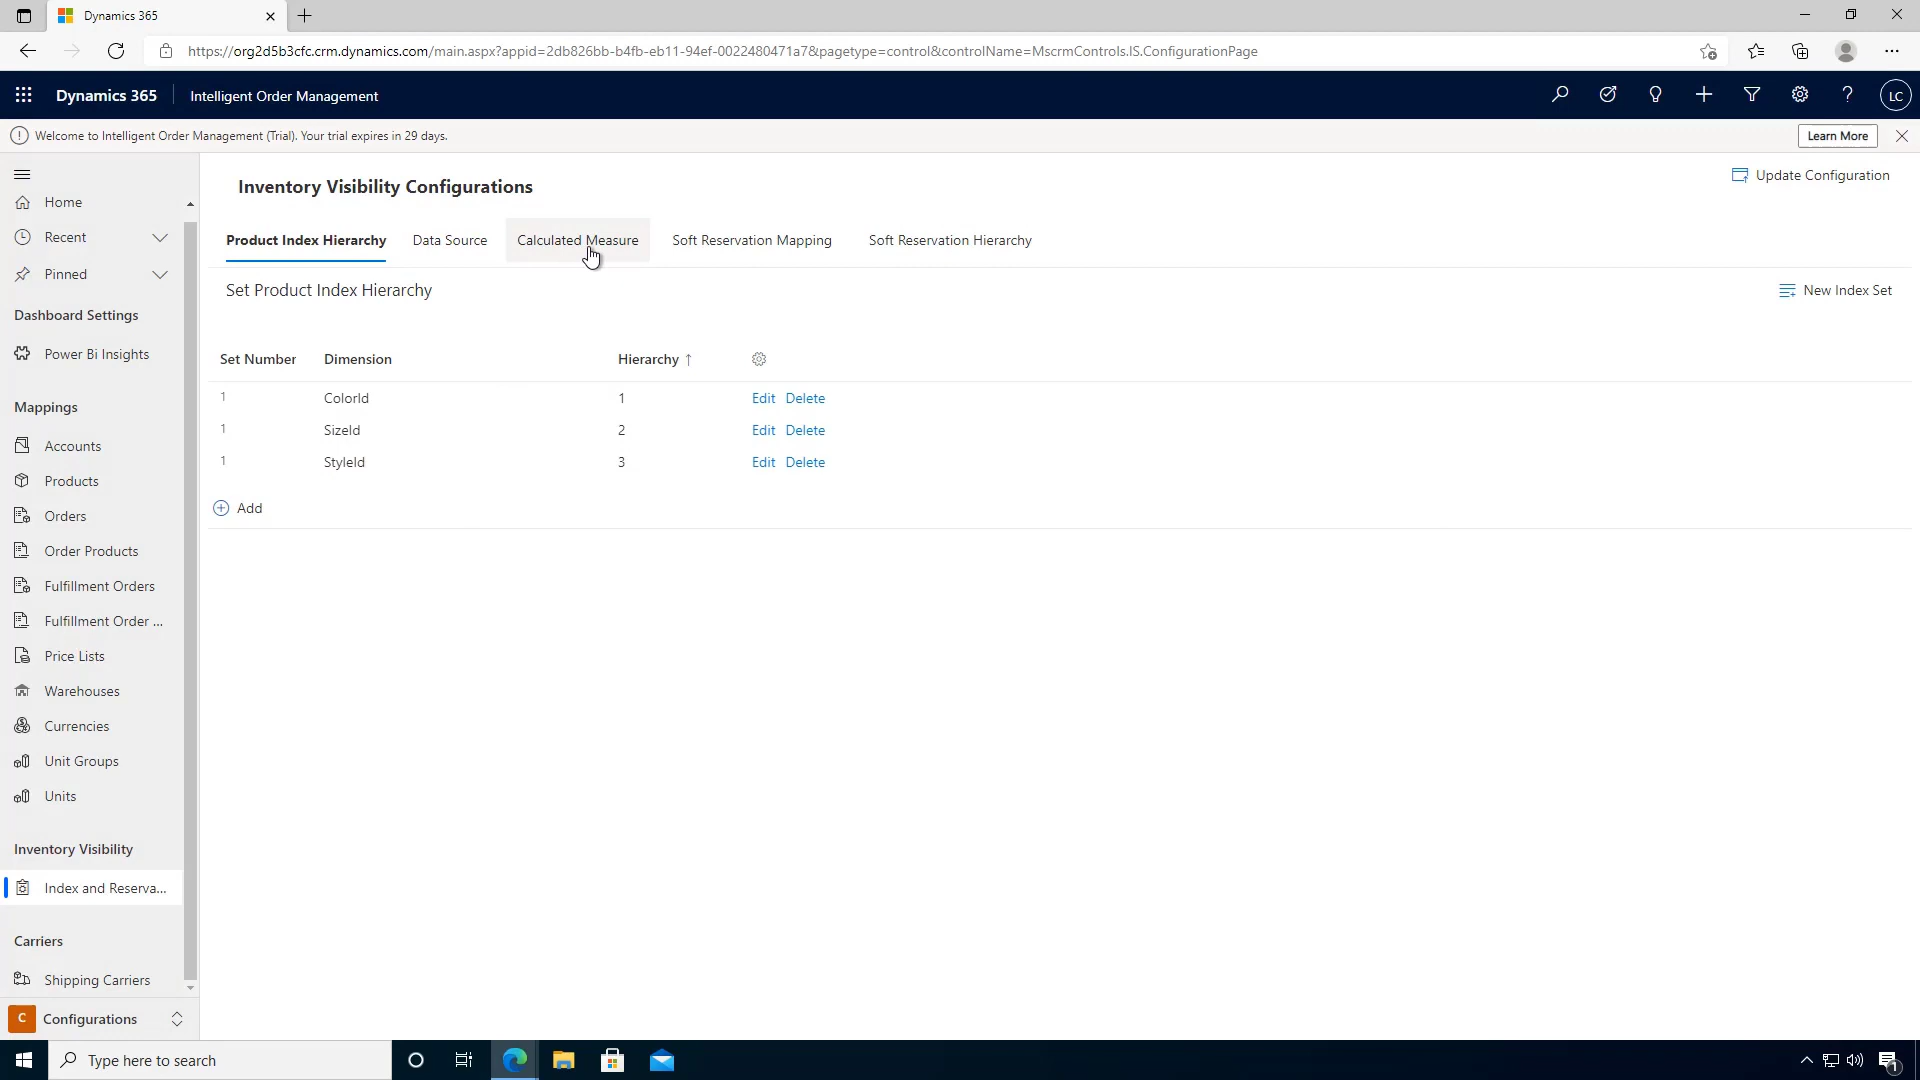 Dynamics 365
https://org2d5b3cfc.crm.dynamics.com/main.aspx?appid=2db826bb-b4fb-eb11-94ef-0022480471a7&pagetype=control&controlName=MscrmControls.IS.ConfigurationPage
Dynamics 365 Intelligent Order Management
LC
Welcome to Intelligent Order Management (Trial). Your trial expires in 29 days.
Learn More
Home
Recent
Pinned
Dashboard Settings
Power Bi Insights
Mappings
Accounts
Products
Orders
Order Products
Fulfillment Orders
Fulfillment Order ...
Price Lists
Warehouses
Currencies
Unit Groups
Units
Inventory Visibility
Index and Reserva...
Carriers
Shipping Carriers
C Configurations
Inventory Visibility Configurations
Update Configuration
Product Index Hierarchy Data Source Calculated Measure Soft Reservation Mapping Soft Reservation Hierarchy
Set Product Index Hierarchy
New Index Set
Set Number Dimension Hierarchy ↑
1 ColorId 1 Edit Delete
1 SizeId 2 Edit Delete
1 StyleId 3 Edit Delete
Add
Type here to search
1